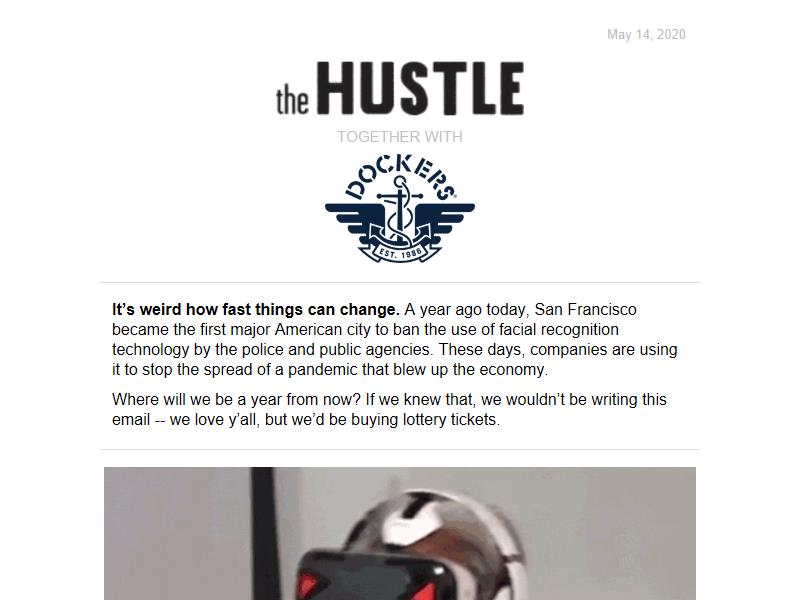 May 14, 2020
the HUSTLE
TOGETHER WITH
DOCKERS®
EST. 1986
It’s weird how fast things can change. A year ago today, San Francisco
became the first major American city to ban the use of facial recognition
technology by the police and public agencies. These days, companies are using
it to stop the spread of a pandemic that blew up the economy.
Where will we be a year from now? If we knew that, we wouldn’t be writing this
email -- we love y’all, but we’d be buying lottery tickets.